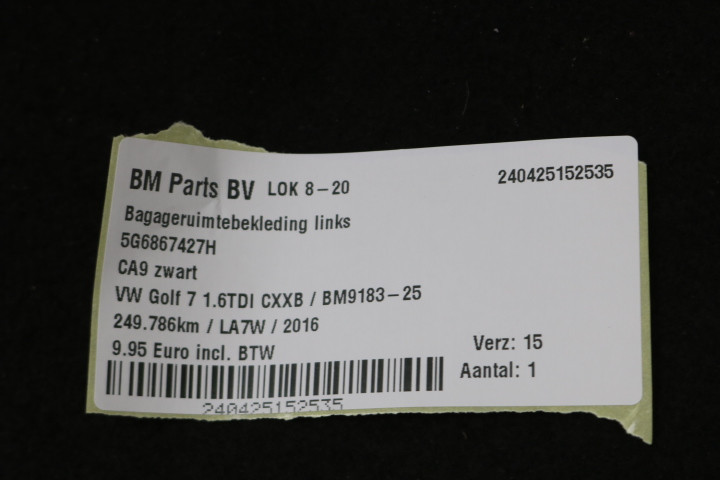 BM Parts BV LOK 8-20 240425152535
Bagageruimtebekleding links
5G6867427H
CA9 zwart
VW Golf 7 1.6TDI CXXB / BM9183-25
249.786km / LA7W / 2016
9.95 Euro incl. BTW Verz: 15
Aantal: 1
240425152535